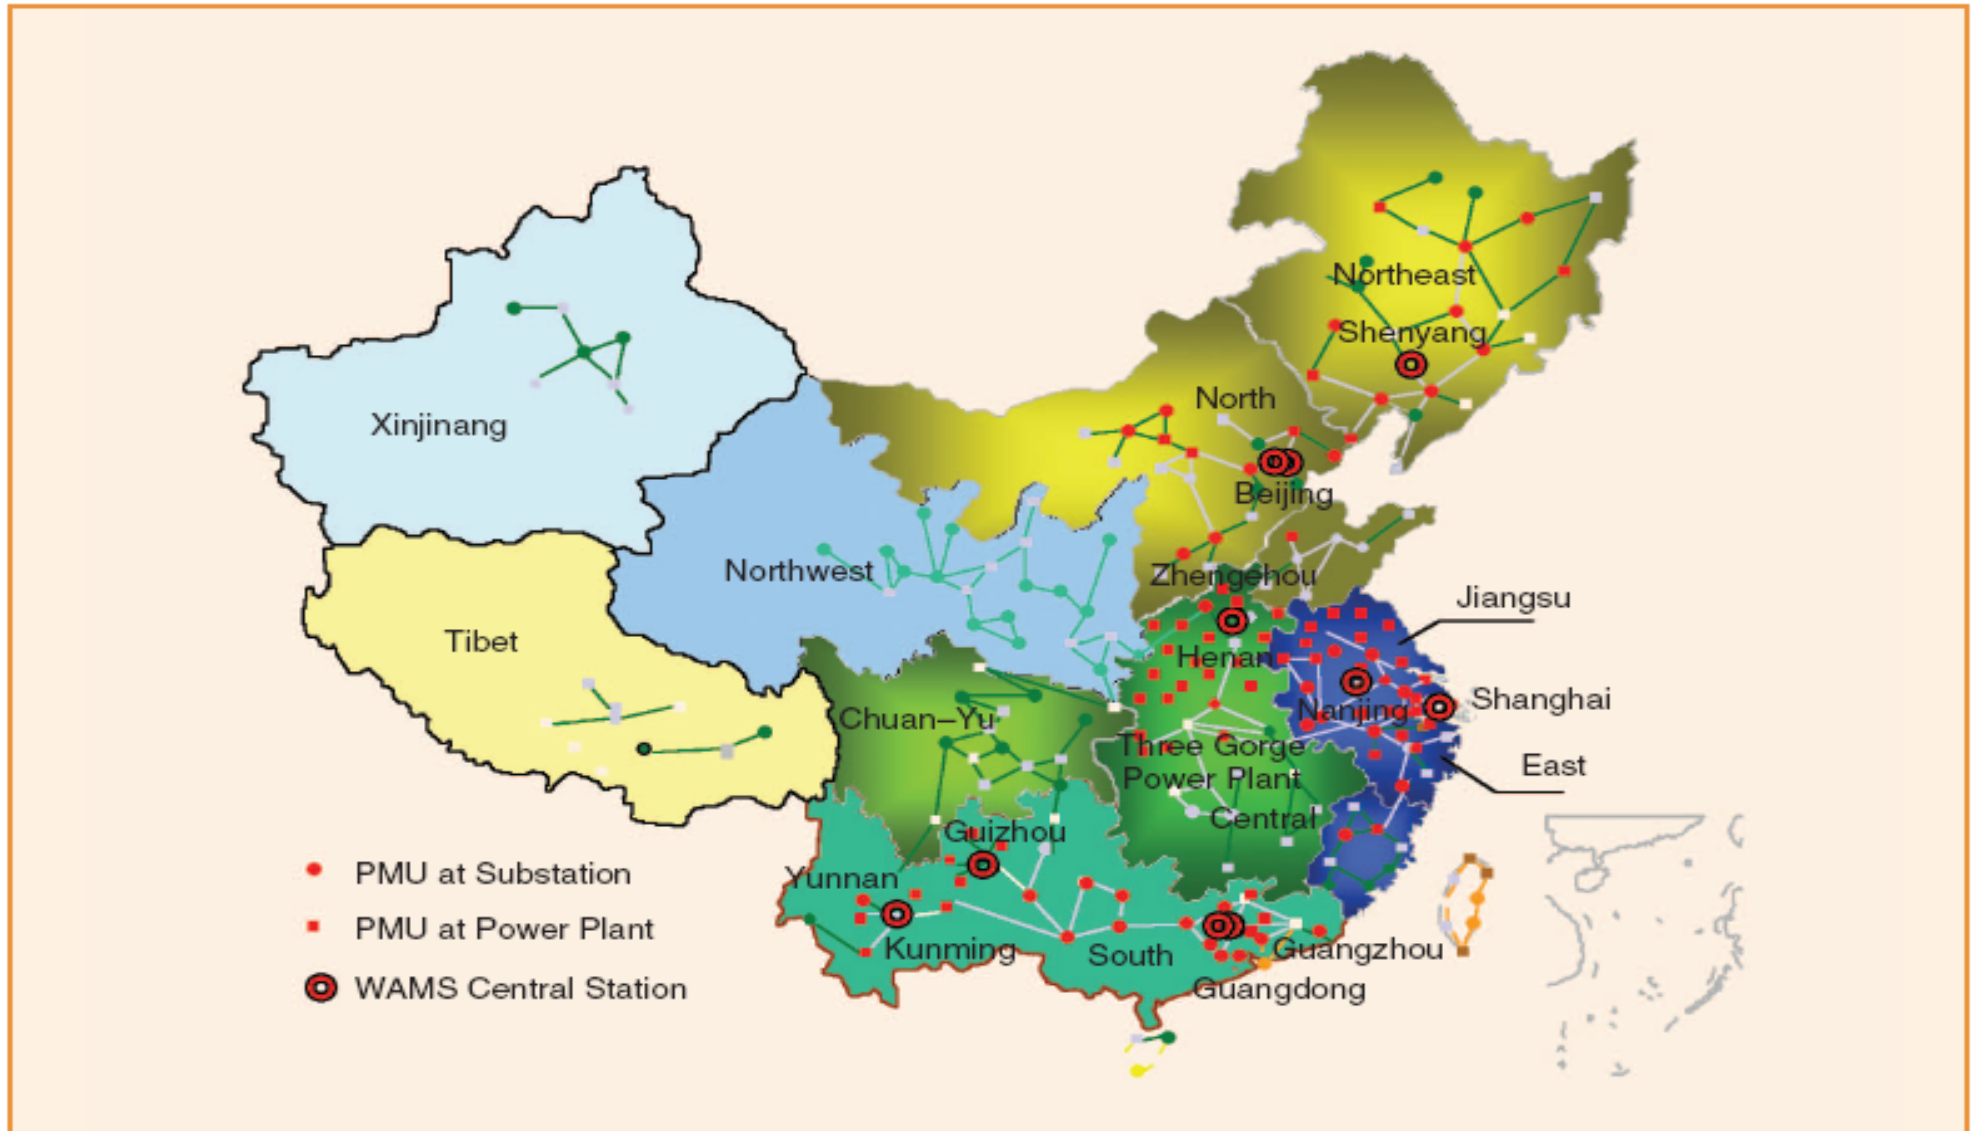 Northeast
Shenyang
North
Xinjinang
Beijing
Northwest
Zhengehou
Jiangsu
Tibet
Henan
Shanghai
Nanjing
Chuan–Yu
Three Gorge
Power Plant
East
Central
Guizhou
Yunnan
PMU at Substation
PMU at Power Plant
Kunming
South
Guangzhou
WAMS Central Station
Guangdong